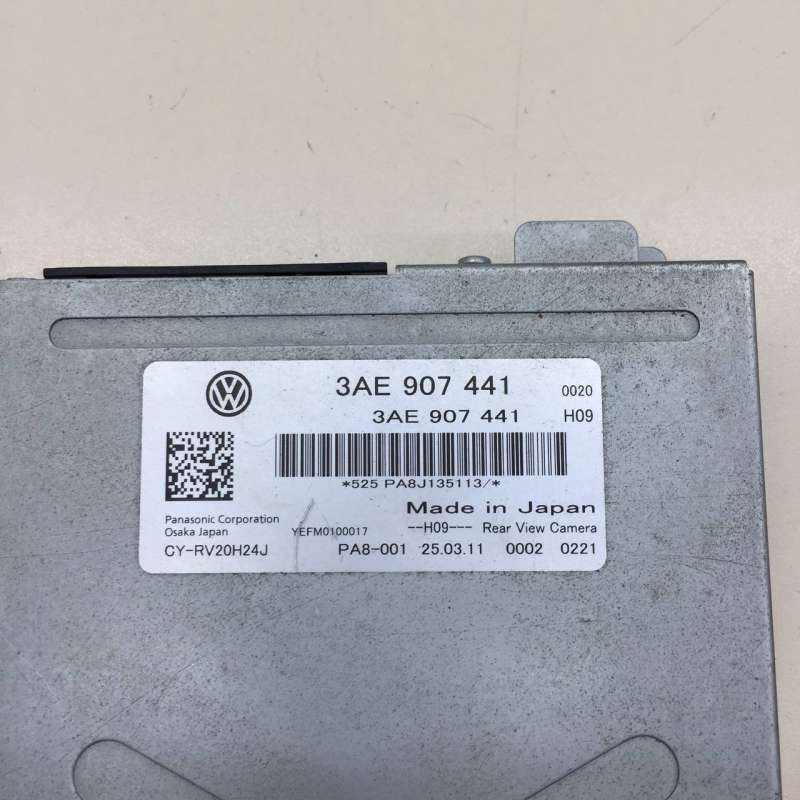 3AE 907 441 0020
3AE 907 441 H09
*525 PA8J135113/*
Made in Japan
Panasonic Corporation
Osaka Japan YEFM0100017 --H09--- Rear View Camera
CY-RV20H24J PA8-001 25.03.11 0002 0221